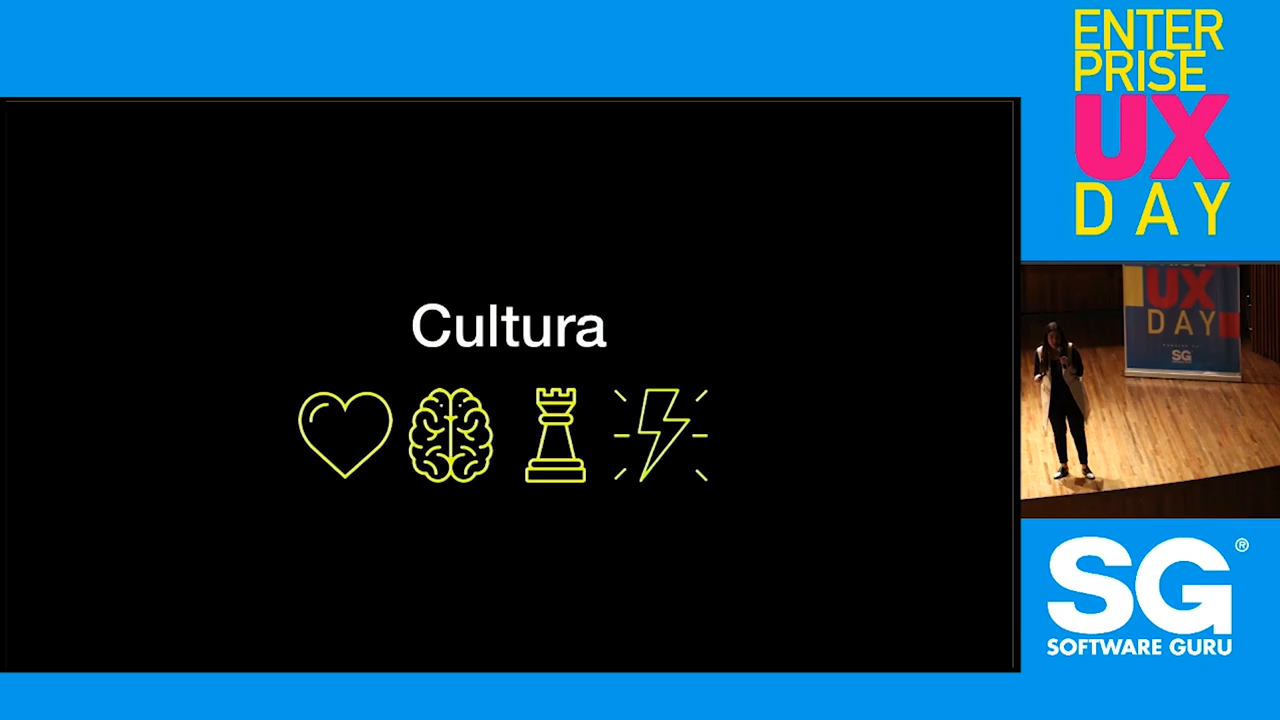 ENTER
PRISE
UX
DAY
Cultura
UX
DAY
SG
SG®
SOFTWARE GURU